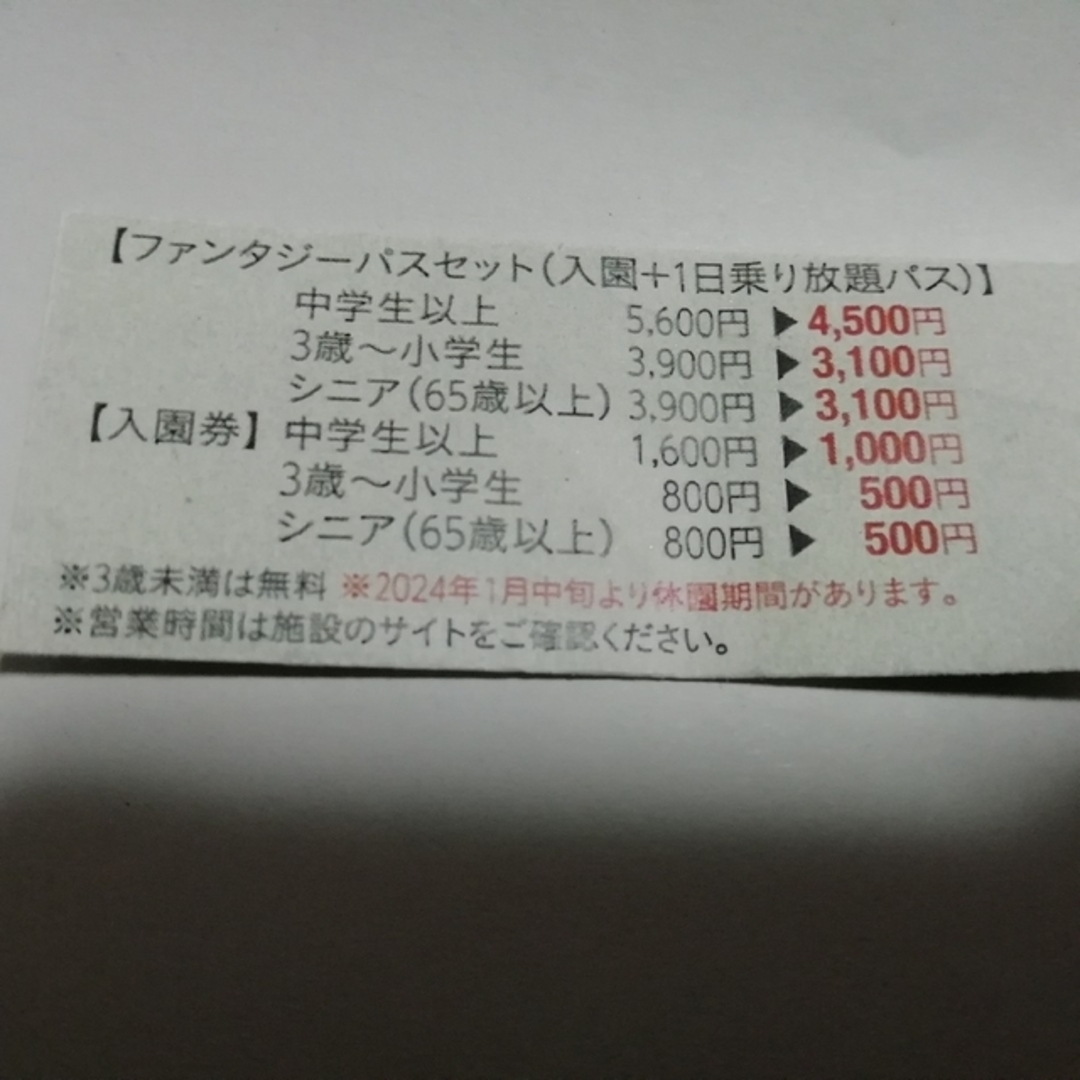 【ファンタジーパスセット(入園+1日乗り放題パス)】
中学生以上 5,600円 ▶ 4,500円
3歳～小学生 3,900円 ▶ 3,100円
シニア(65歳以上) 3,900円 ▶ 3,100円
【入園券】 中学生以上 1,600円 ▶ 1,000円
3歳～小学生 800円 ▶ 500円
シニア(65歳以上) 800円 ▶ 500円
※3歳未満は無料 ※2024年1月中旬より休園期間があります。
※営業時間は施設のサイトをご確認ください。